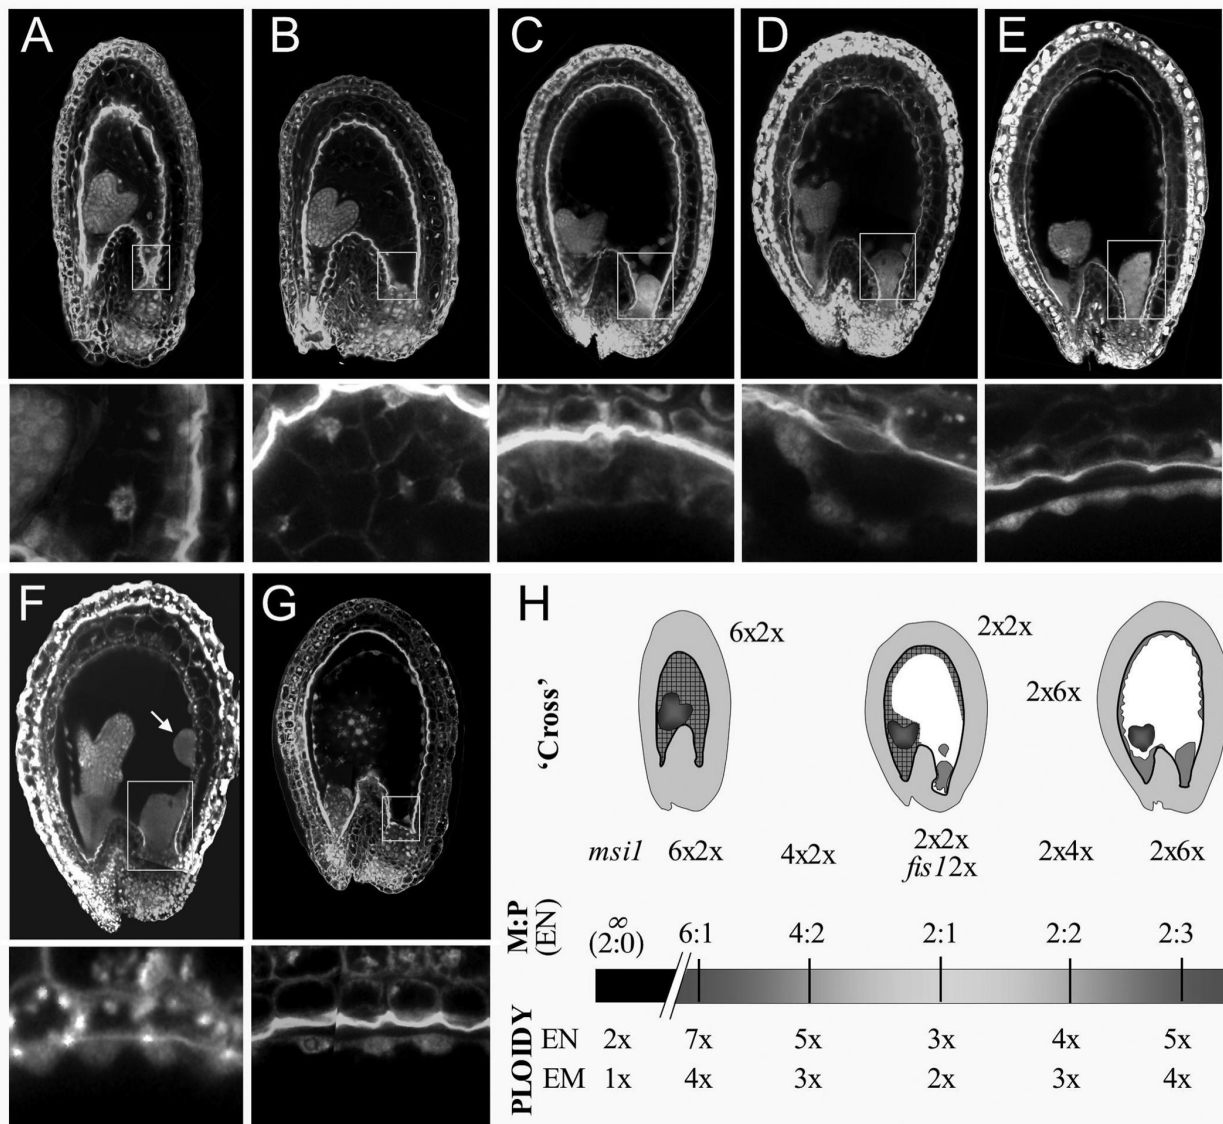 A
B
C
D
E
F
G
H
'Cross'
6x2x
2x2x
2x6x
msi1 6x2x 4x2x 2x2x 2x4x 2x6x
fis12x
M:P
(EN)
∞
(2:0) 6:1 4:2 2:1 2:2 2:3
PLOIDY
EN 2x 7x 5x 3x 4x 5x
EM 1x 4x 3x 2x 3x 4x